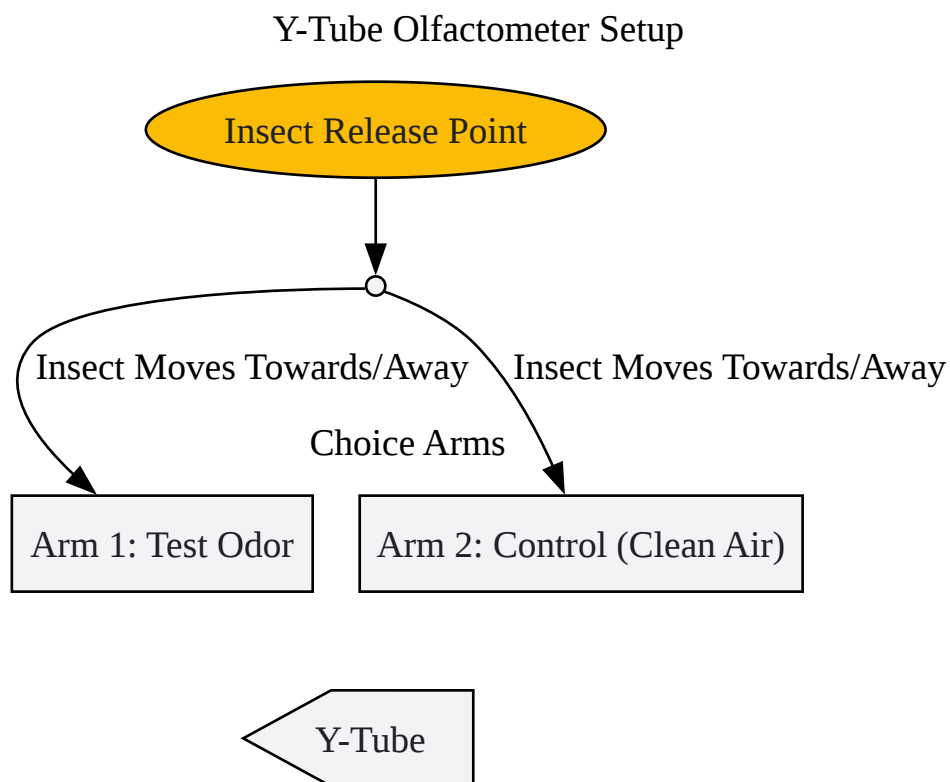 Y-Tube Olfactometer Setup
Insect Release Point
Insect Moves Towards/Away
Insect Moves Towards/Away
Choice Arms
Arm 1: Test Odor
Arm 2: Control (Clean Air)
Y-Tube